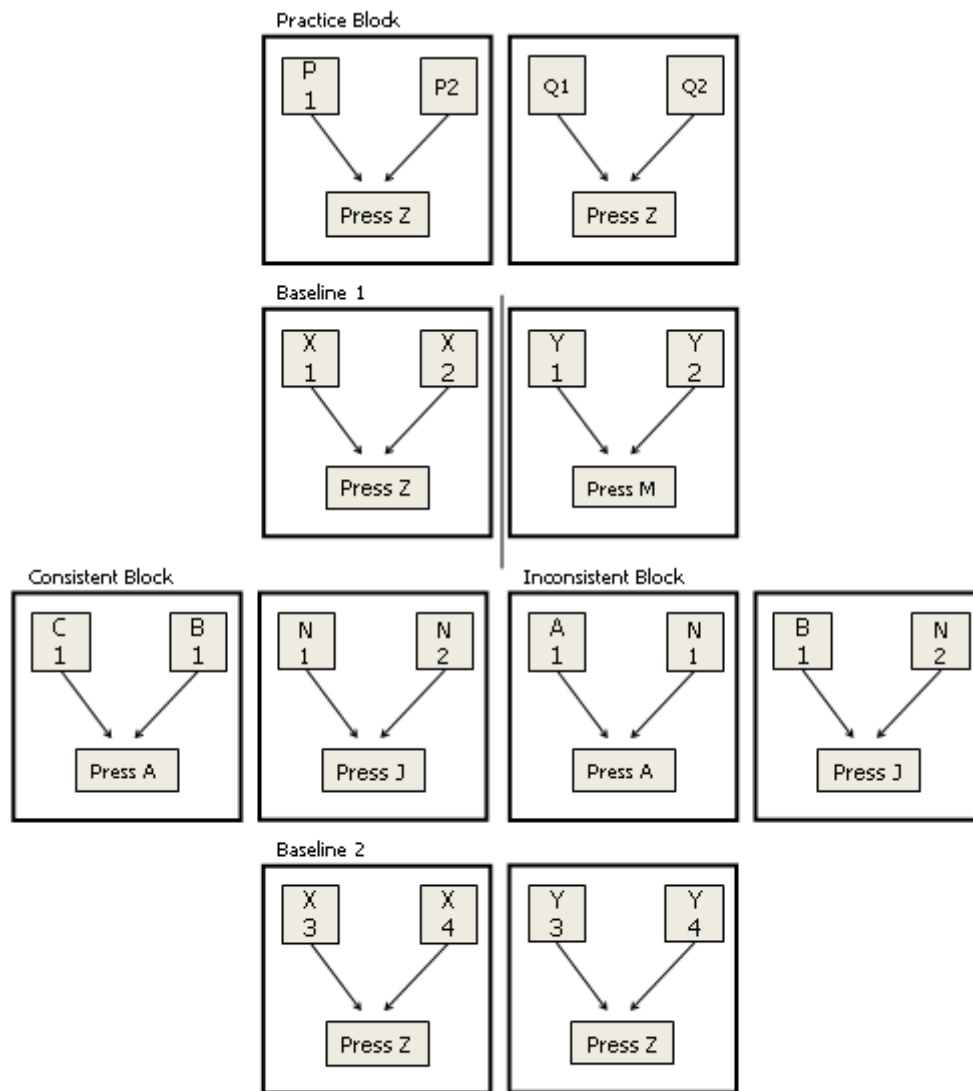 Practice Block
P
1
P2
Q1
Q2
Press Z
Press Z
Baseline 1
X
1
X
2
Y
1
Y
2
Press Z
Press M
Consistent Block
Inconsistent Block
C
1
B
1
N
1
N
2
A
1
N
1
B
1
N
2
Press A
Press J
Press A
Press J
Baseline 2
X
3
X
4
Y
3
Y
4
Press Z
Press Z